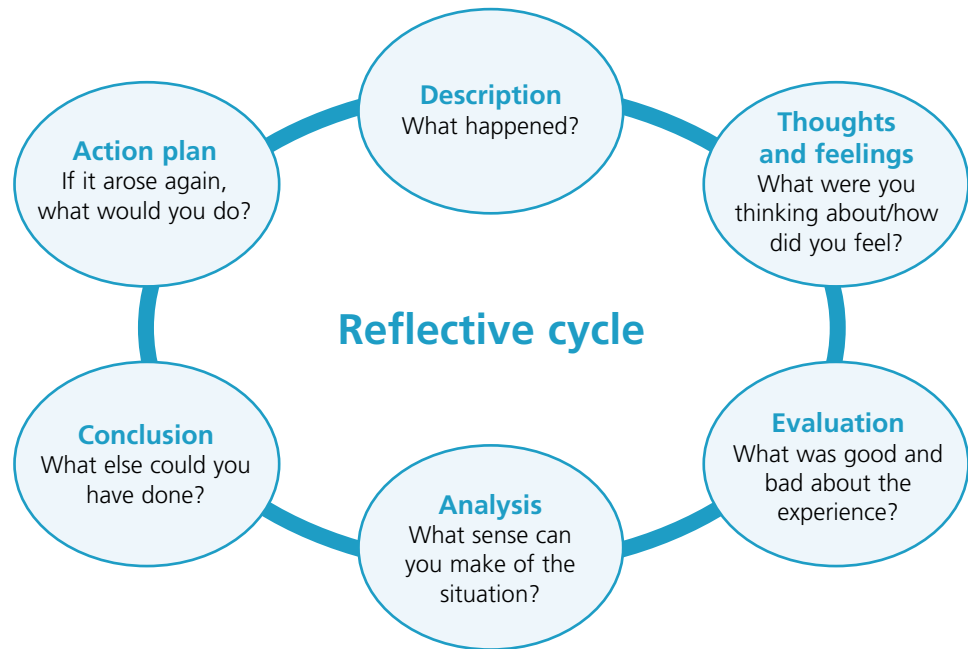 Description
What happened?
Thoughts
and feelings
What were you
thinking about/how
did you feel?
Evaluation
What was good and
bad about the
experience?
Analysis
What sense can
you make of the
situation?
Conclusion
What else could you
have done?
Action plan
If it arose again,
what would you do?
Reflective cycle